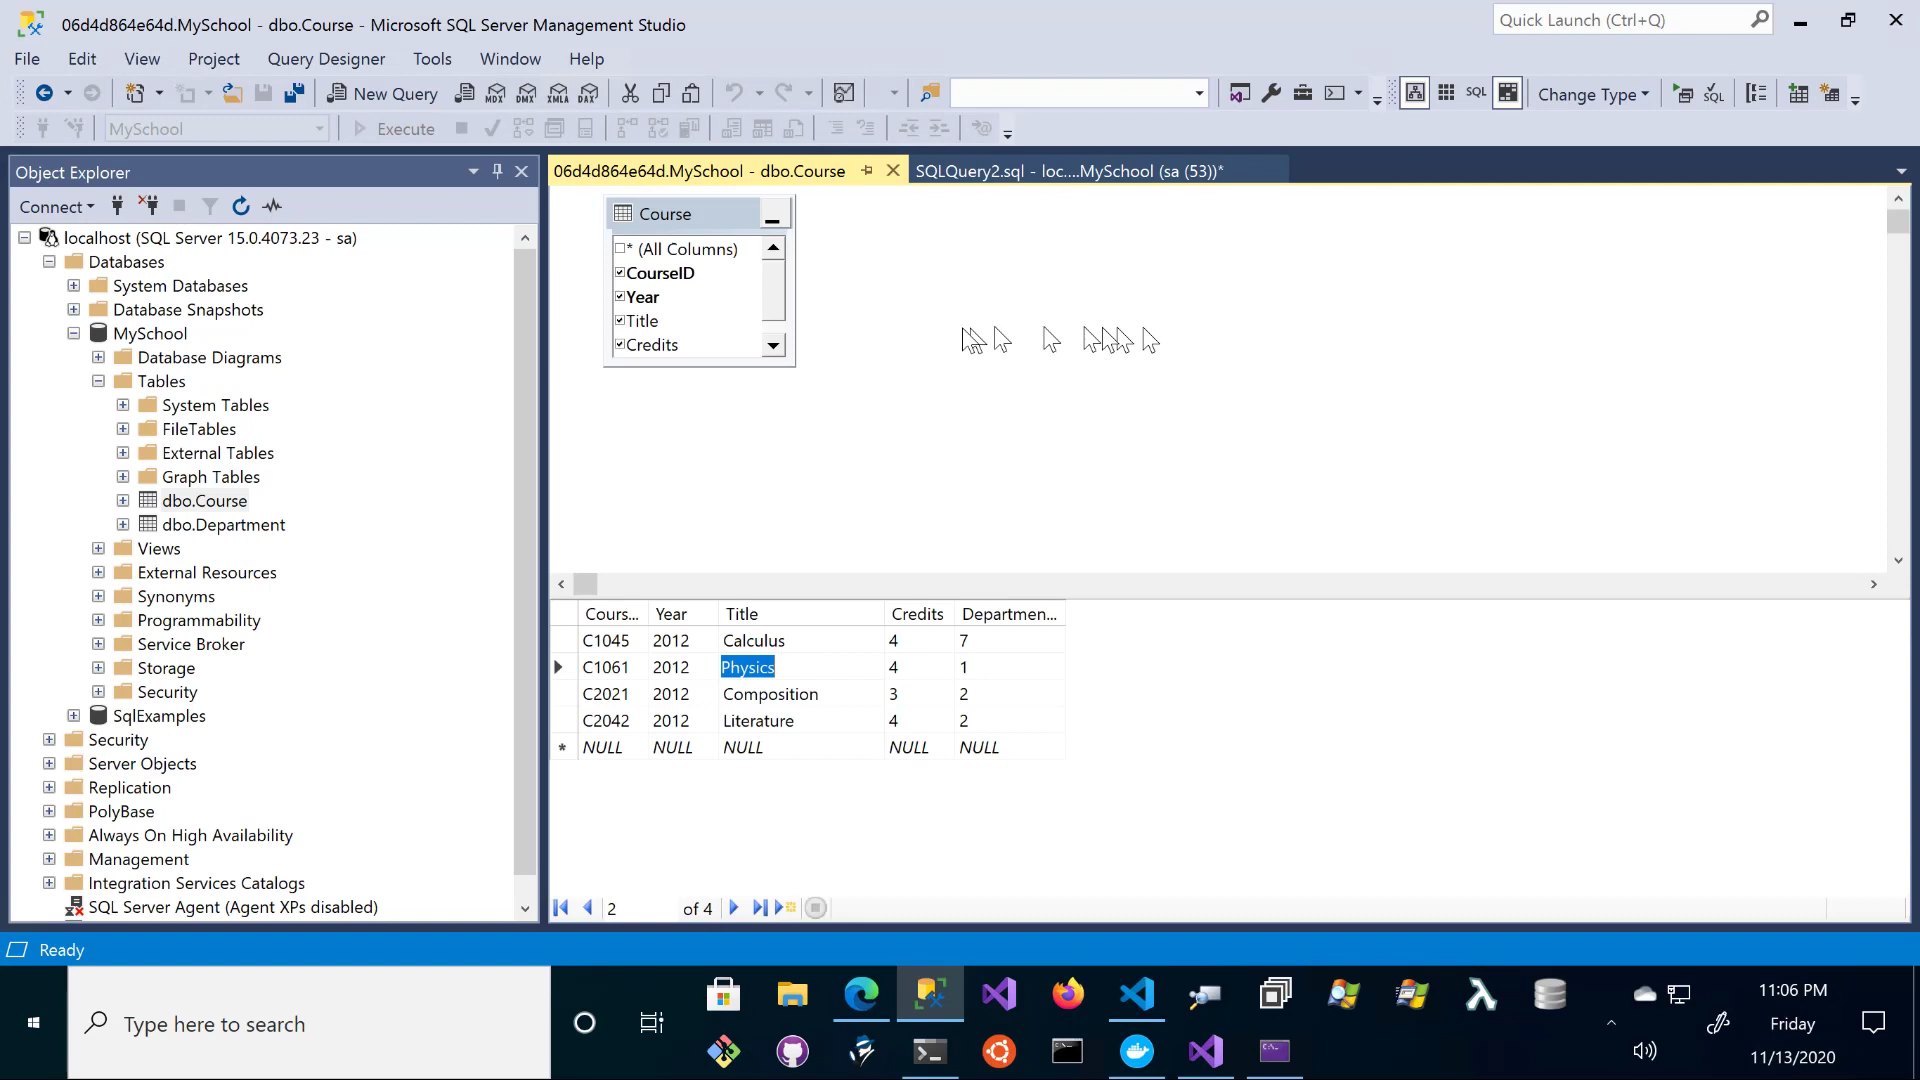 06d4d864e64d.MySchool - dbo.Course - Microsoft SQL Server Management Studio
Quick Launch (Ctrl+Q)
File Edit View Project Query Designer Tools Window Help
New Query MDX DMX XMLA DAX SQL Change Type SQL
MySchool Execute
Object Explorer
Connect
localhost (SQL Server 15.0.4073.23 - sa)
Databases
System Databases
Database Snapshots
MySchool
Database Diagrams
Tables
System Tables
FileTables
External Tables
Graph Tables
dbo.Course
dbo.Department
Views
External Resources
Synonyms
Programmability
Service Broker
Storage
Security
SqlExamples
Security
Server Objects
Replication
PolyBase
Always On High Availability
Management
Integration Services Catalogs
SQL Server Agent (Agent XPs disabled)
06d4d864e64d.MySchool - dbo.Course
SQLQuery2.sql - loc....MySchool (sa (53))*
Course
* (All Columns)
CourseID
Year
Title
Credits
Cours... Year Title Credits Departmen...
C1045 2012 Calculus 4 7
C1061 2012 Physics 4 1
C2021 2012 Composition 3 2
C2042 2012 Literature 4 2
* NULL NULL NULL NULL NULL
2 of 4
Ready
Type here to search
11:06 PM
Friday
11/13/2020